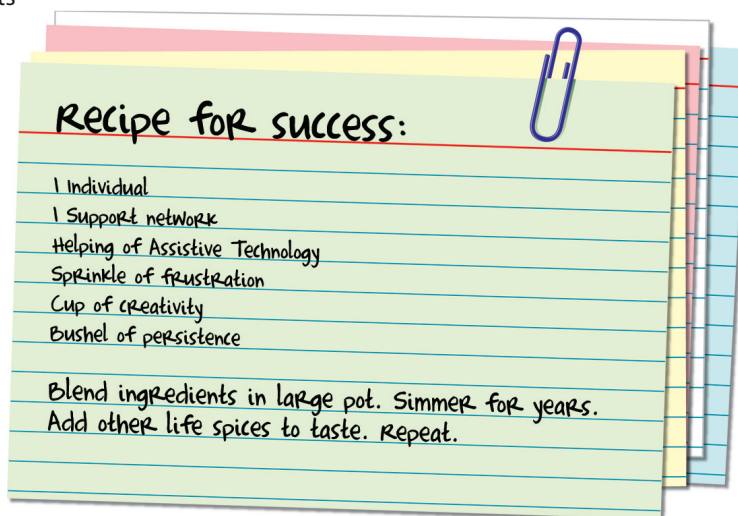 Recipe for success:
1 Individual
1 Support network
Helping of Assistive Technology
Sprinkle of frustration
Cup of creativity
Bushel of persistence
Blend ingredients in large pot. Simmer for years.
Add other life spices to taste. Repeat.